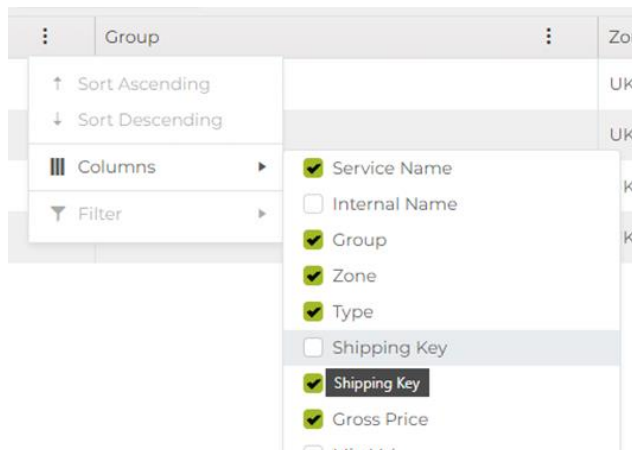 Group
Zo
Sort Ascending
UK
Sort Descending
UK
Columns
Service Name
K
Internal Name
Filter
Group
K
Zone
Type
Shipping Key
Shipping Key
Gross Price